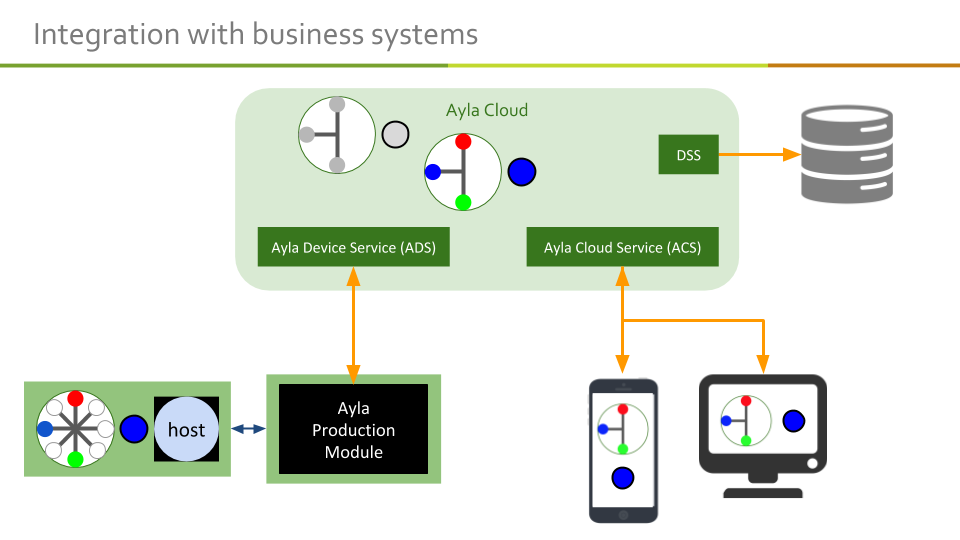 Integration with business systems
Ayla Cloud
DSS
Ayla Device Service (ADS)
Ayla Cloud Service (ACS)
host
Ayla
Production
Module